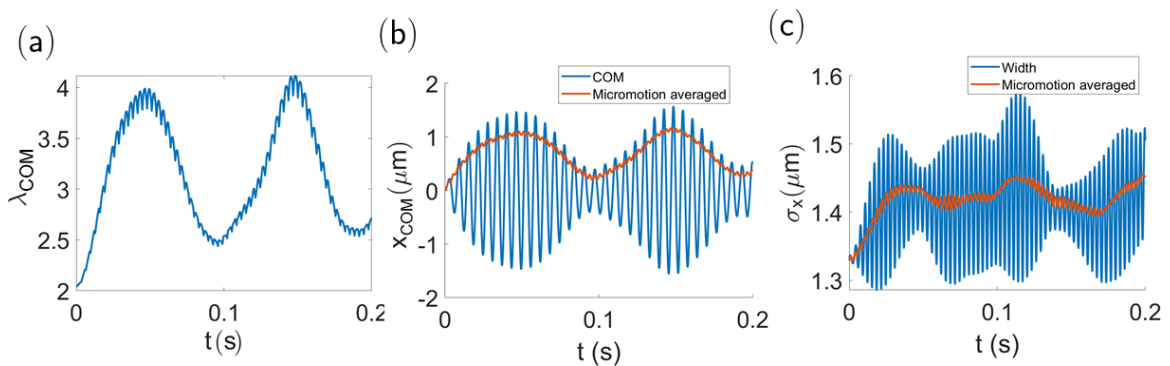 (a)
λCOM
4
3.5
3
2.5
2
0
0.1
0.2
t(s)
(b)
COM
Micromotion averaged
xCOM(μm)
2
1
0
-1
-2
0
0.1
0.2
t (s)
(c)
Width
Micromotion averaged
σx(μm)
1.6
1.5
1.4
1.3
0
0.1
0.2
t (s)